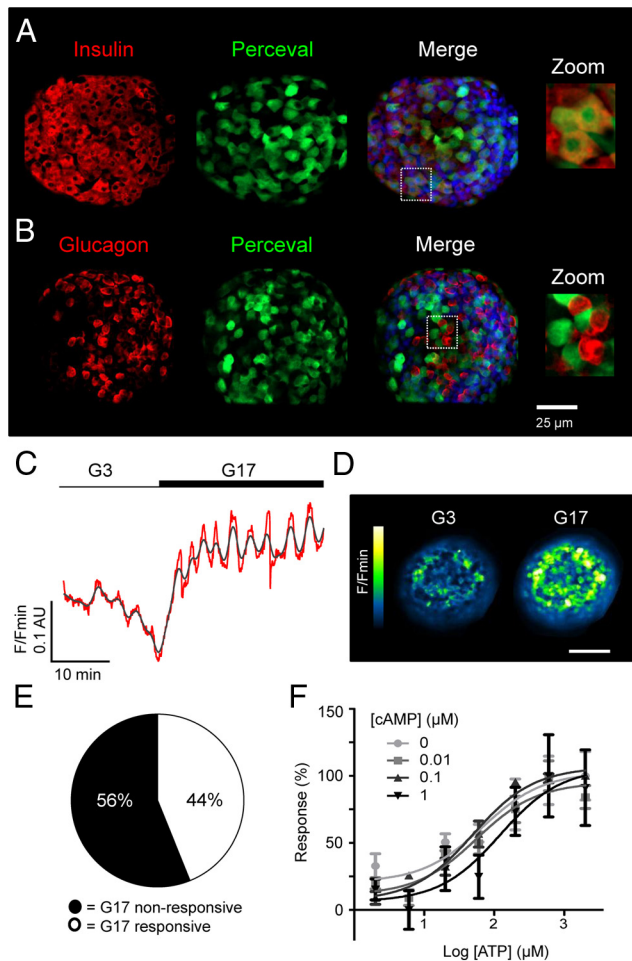 A
Insulin
Perceval
Merge
Zoom
B
Glucagon
Perceval
Merge
Zoom
25 µm
C
G3
G17
F/Fmin
0.1 AU
10 min
D
G3
G17
F/Fmin
E
56%
44%
= G17 non-responsive
= G17 responsive
F
[cAMP] (µM)
0
0.01
0.1
1
Response (%)
150
100
50
0
1
2
3
Log [ATP] (µM)